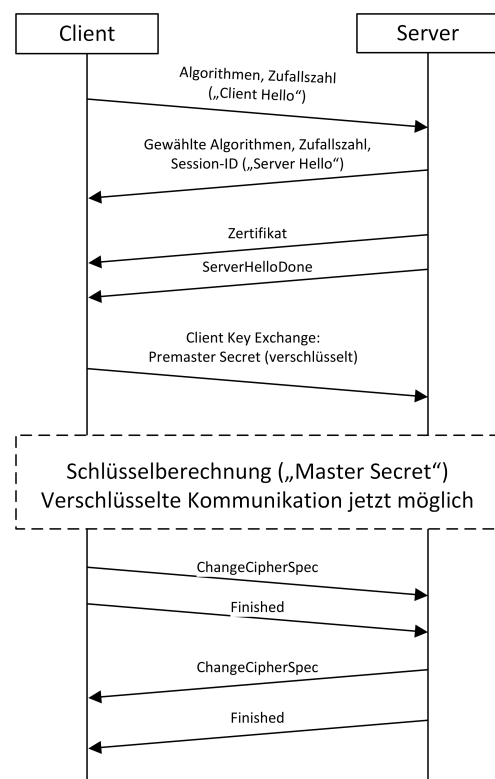 Client
Server
Algorithmen, Zufallszahl
(„Client Hello“)
Gewählte Algorithmen, Zufallszahl,
Session-ID („Server Hello“)
Zertifikat
ServerHelloDone
Client Key Exchange:
Premaster Secret (verschlüsselt)
Schlüsselberechnung („Master Secret“)
Verschlüsselte Kommunikation jetzt möglich
ChangeCipherSpec
Finished
ChangeCipherSpec
Finished